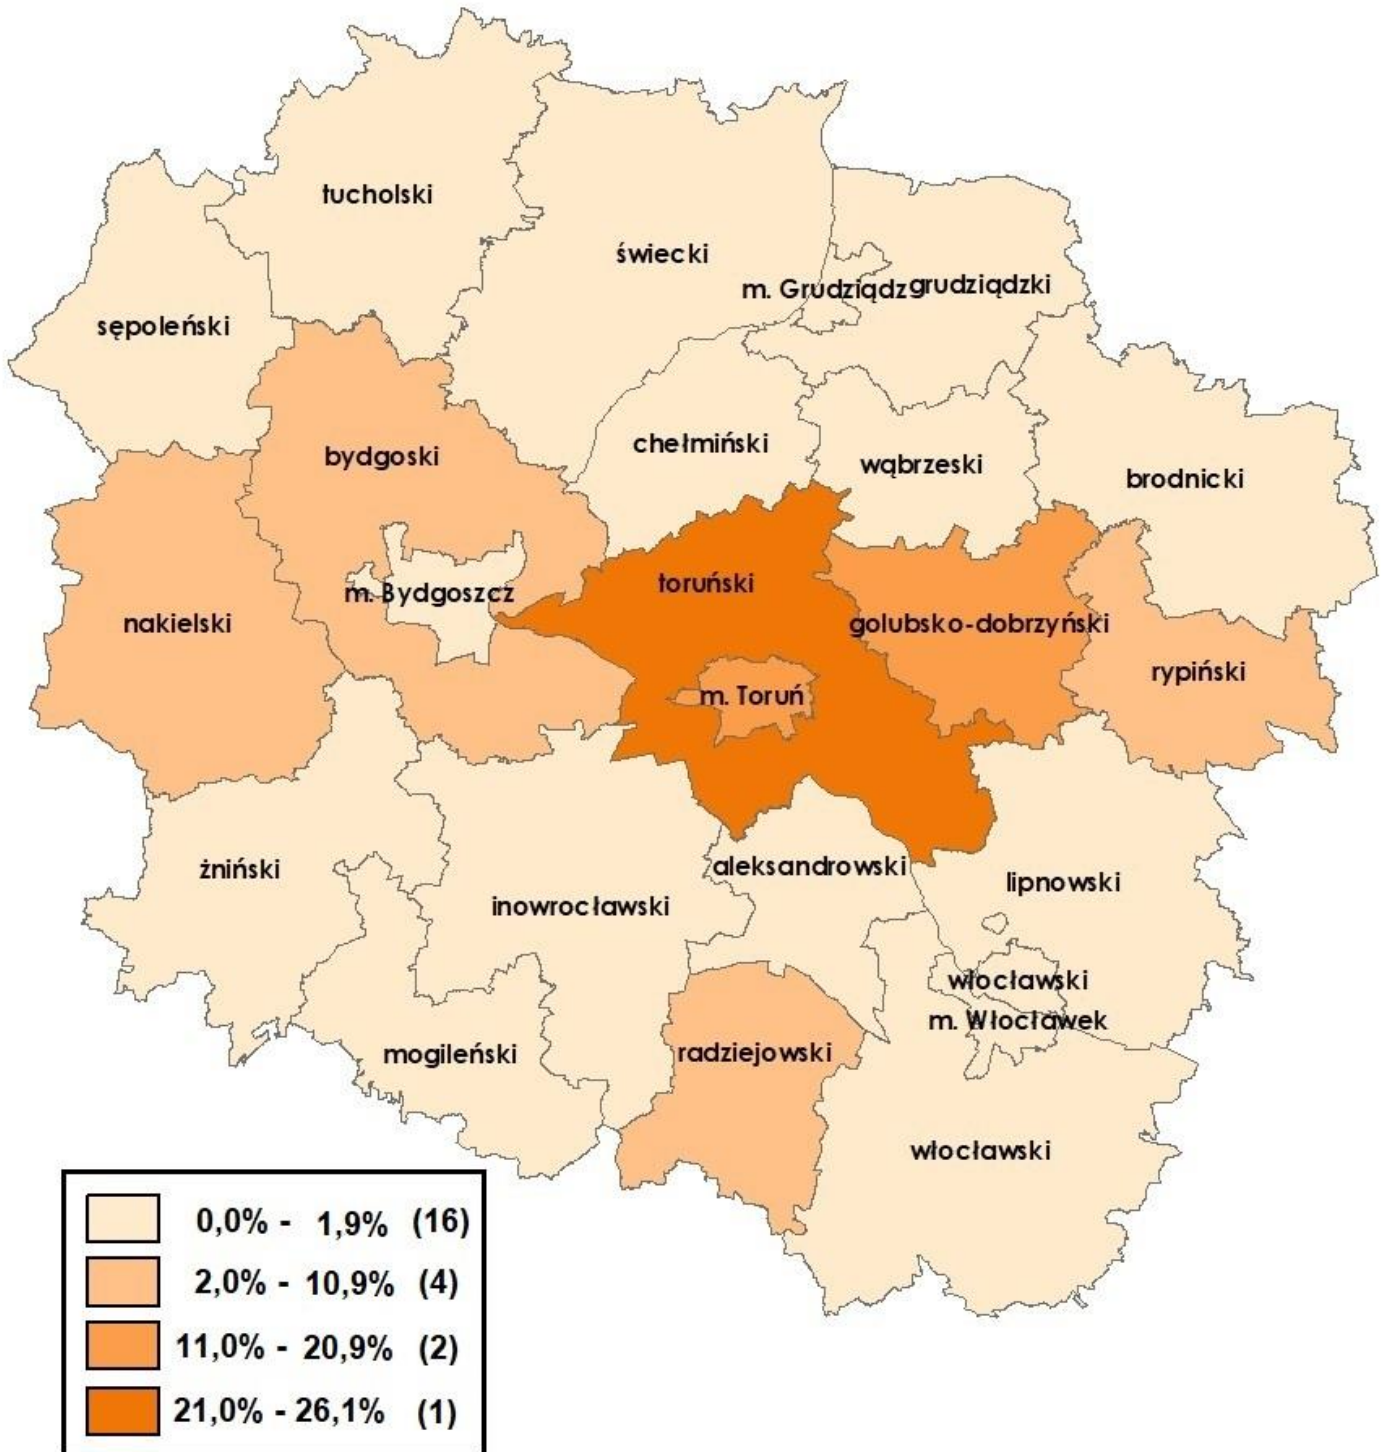 tucholski
świecki
m. Grudziądz
grudziądzki
sępoleński
chełmiński
bydgoski
wąbrzeski
brodnicki
toruński
m. Bydgoszcz
nakielski
golubsko-dobrzyński
rypiński
m. Toruń
żniński
aleksandrowski
lipnowski
inowrocławski
włocławski
m. Włocławek
mogileński
radziejowski
włocławski
0,0% - 1,9% (16)
2,0% - 10,9% (4)
11,0% - 20,9% (2)
21,0% - 26,1% (1)